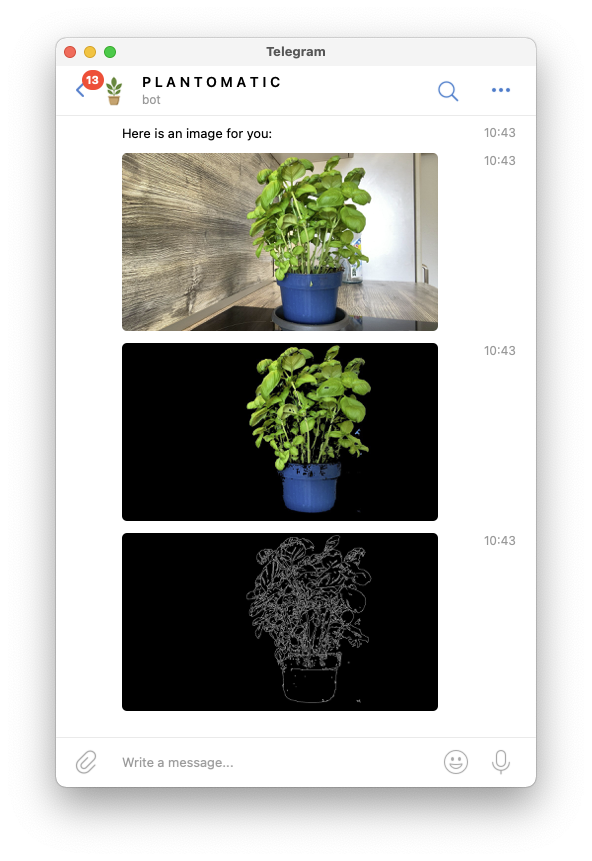 Telegram
13
PLANTOMATIC
bot
Here is an image for you:
10:43
10:43
10:43
10:43
Write a message...